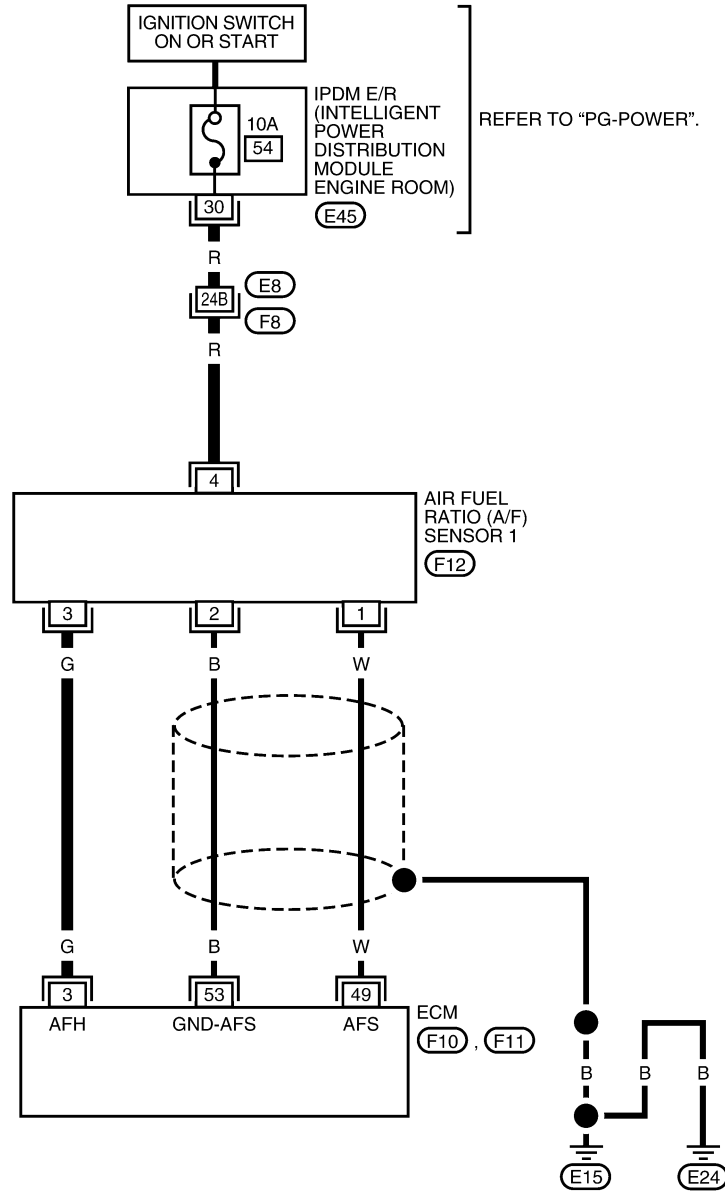 IGNITION SWITCH
ON OR START
IPDM E/R
(INTELLIGENT
POWER
DISTRIBUTION
MODULE
ENGINE ROOM)
10A
54
REFER TO “PG-POWER”.
30
E45
R
24B
E8
F8
R
4
AIR FUEL
RATIO (A/F)
SENSOR 1
F12
3 2 1
G B W
G B W
3 53 49
AFH GND-AFS AFS
ECM
F10 , F11
B B B
E15 E24